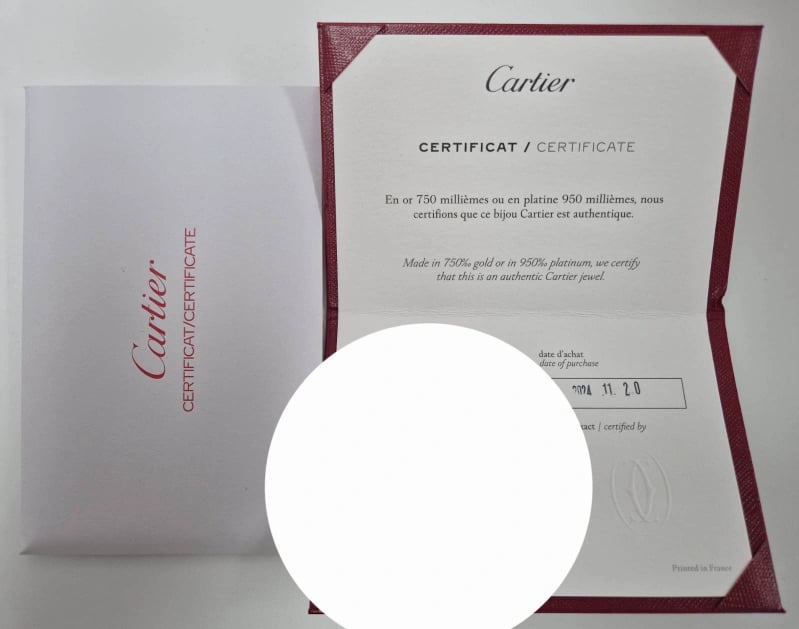 Cartier
CERTIFICAT/CERTIFICATE
Cartier
CERTIFICAT / CERTIFICATE
En or 750 millièmes ou en platine 950 millièmes, nous
certifions que ce bijou Cartier est authentique.
Made in 750‰ gold or in 950‰ platinum, we certify
that this is an authentic Cartier jewel.
date d'achat
date of purchase
2024 .11. 20
| certified by
Printed in France